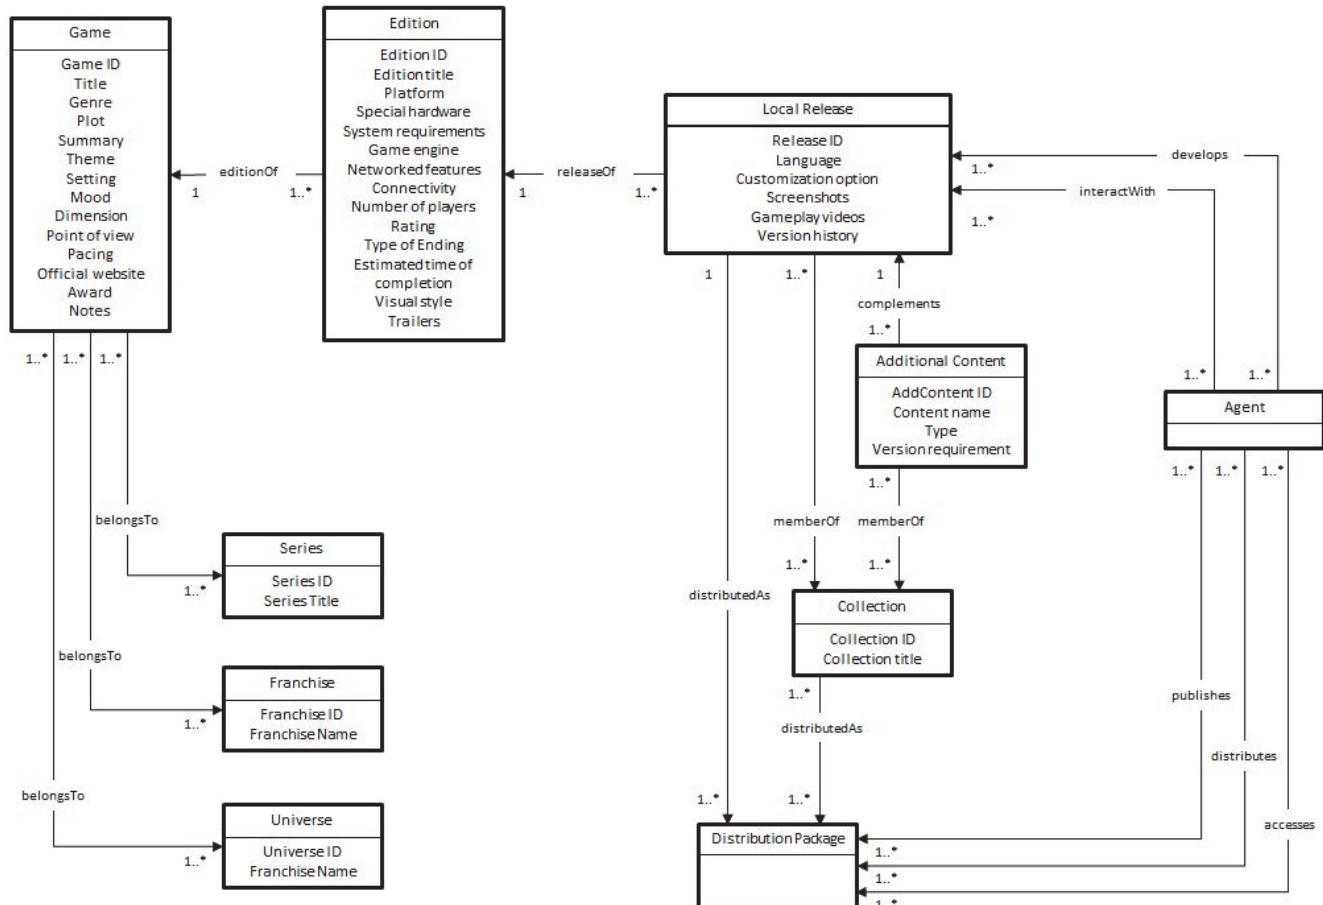 Game
Game ID
Title
Genre
Plot
Summary
Theme
Setting
Mood
Dimension
Point of view
Pacing
Official website
Award
Notes
Edition
Edition ID
Edition title
Platform
Special hardware
System requirements
Game engine
Networked features
Connectivity
Number of players
Rating
Type of Ending
Estimated time of
completion
Visual style
Trailers
Local Release
Release ID
Language
Customization option
Screenshots
Gameplay videos
Version history
editionOf
1
1..*
releaseOf
1
1..*
develops
1..*
interactWith
1..*
1
1..*
1
complements
1..*
Additional Content
AddContent ID
Content name
Type
Version requirement
1..*
1..*
1..*
Agent
1..*
1..*
1..*
1..*
1..*
1..*
belongsTo
Series
Series ID
Series Title
1..*
belongsTo
Franchise
Franchise ID
Franchise Name
1..*
belongsTo
Universe
Universe ID
Franchise Name
1..*
memberOf
memberOf
1..*
1..*
distributedAs
Collection
Collection ID
Collection title
1..*
distributedAs
publishes
distributes
accesses
1..*
1..*
Distribution Package
1..*
1..*
1..*